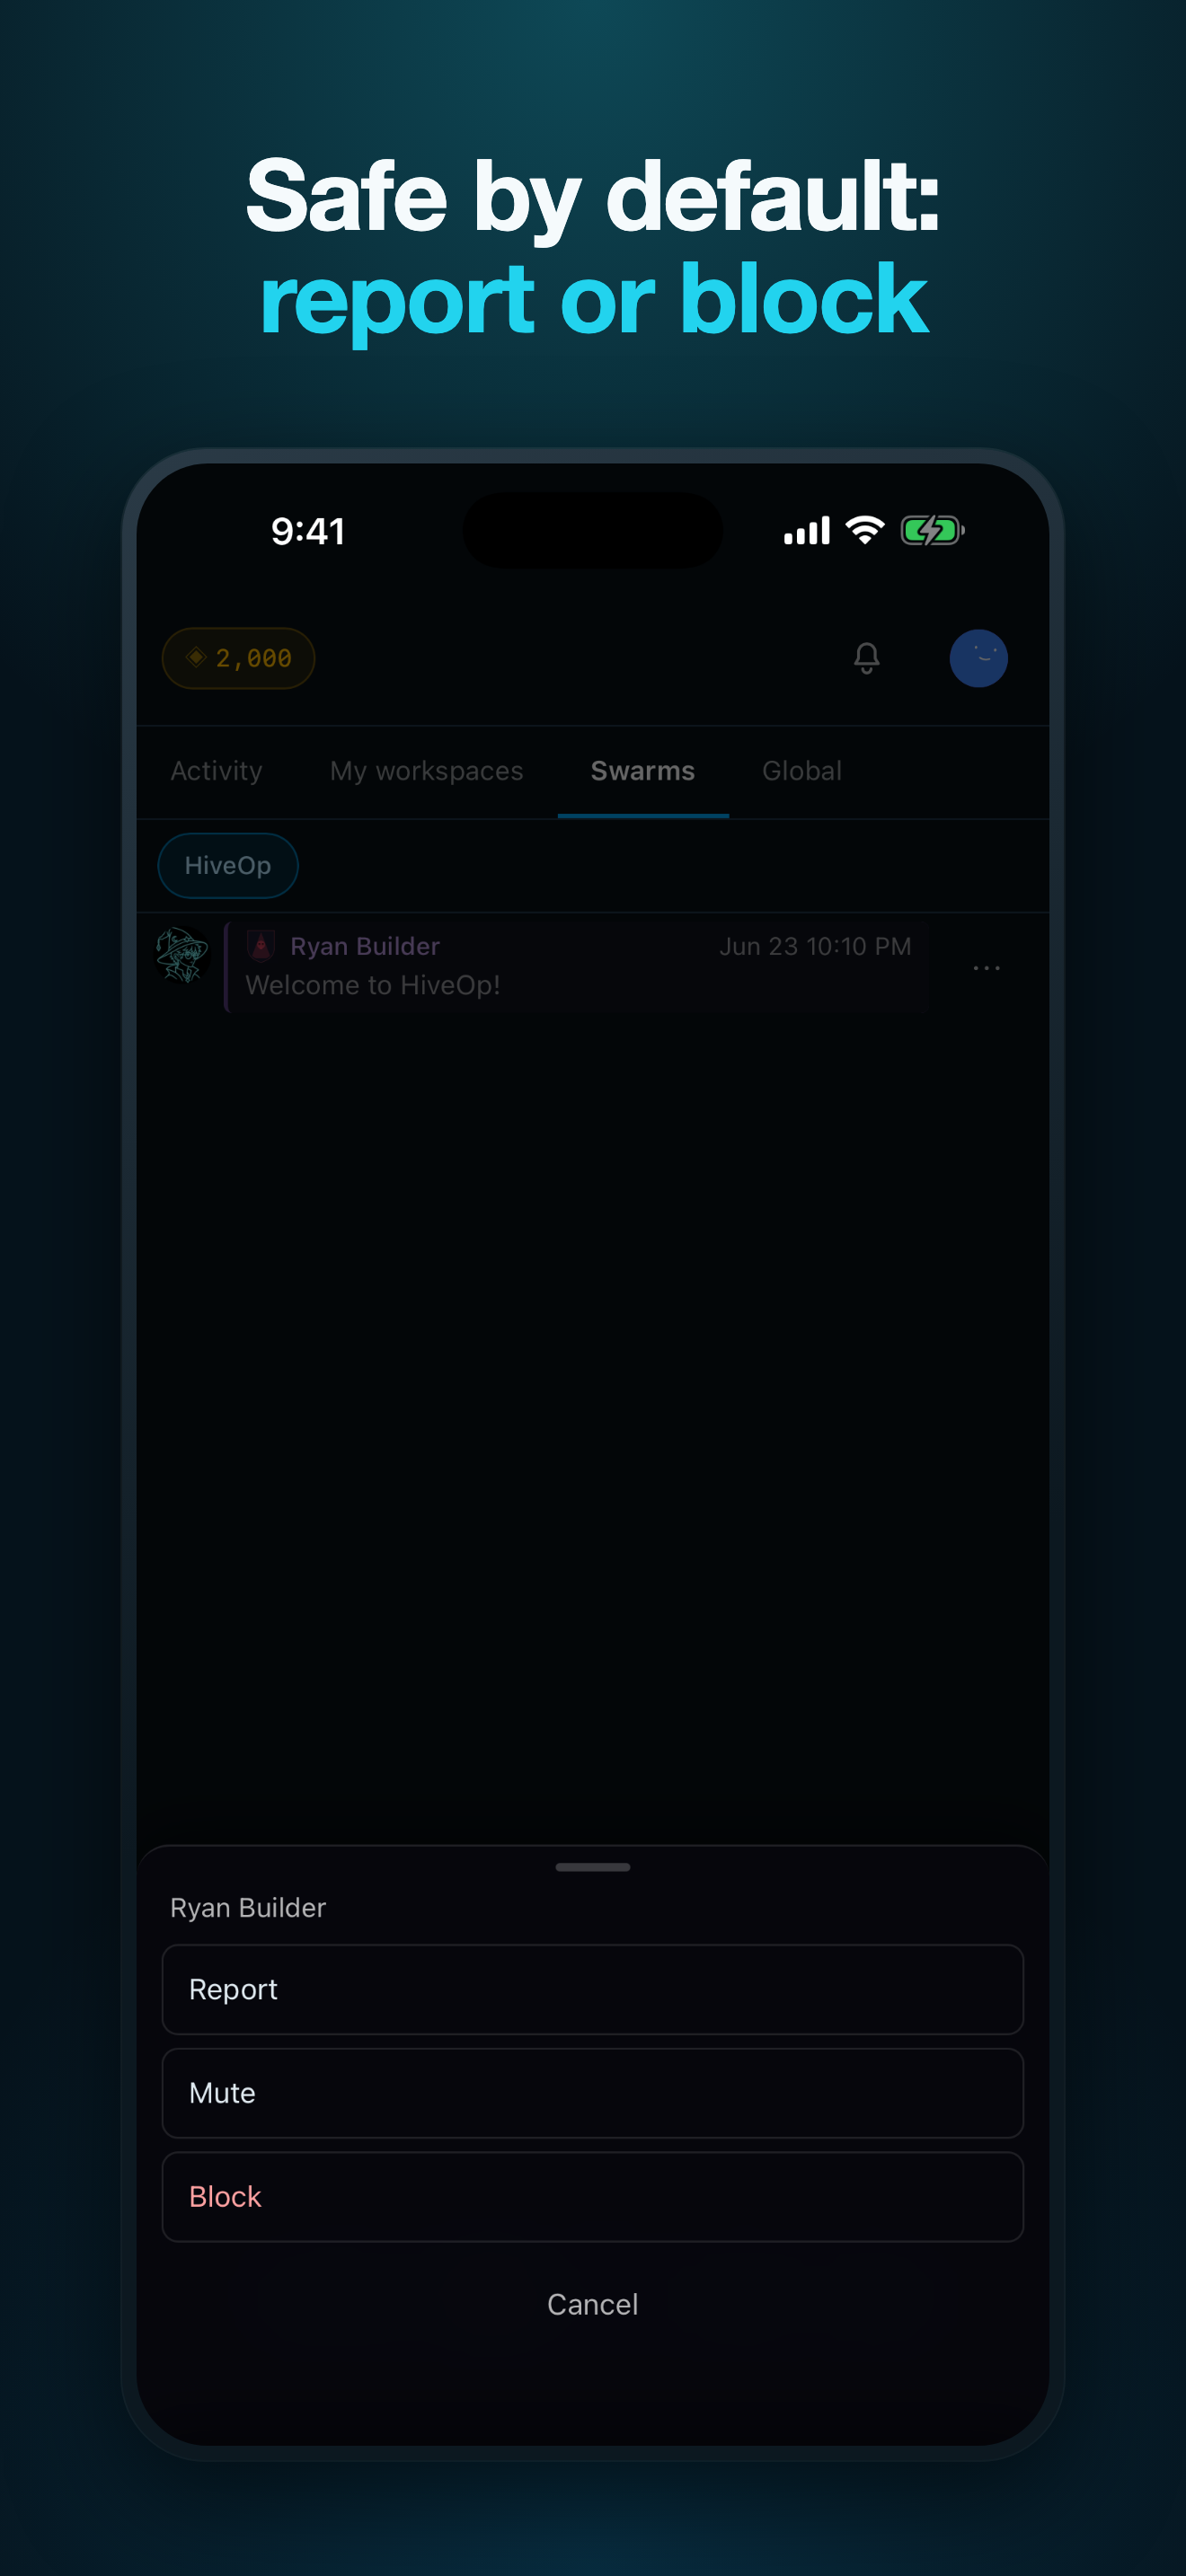 Safe by default:
report or block
9:41
2,000
Activity My workspaces Swarms Global
HiveOp
Ryan Builder Jun 23 10:10 PM
Welcome to HiveOp!
Ryan Builder
Report
Mute
Block
Cancel